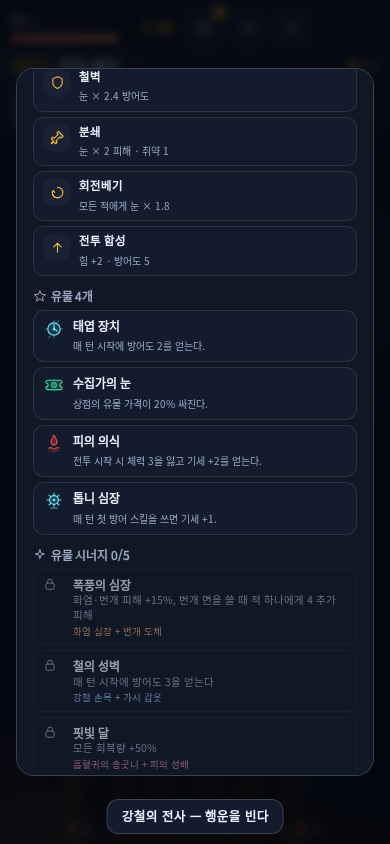 철벽
눈 × 2.4 방어도
분쇄
눈 × 2 피해 · 취약 1
회전베기
모든 적에게 눈 × 1.8
전투 함성
힘 +2 · 방어도 5
유물 4개
태엽 장치
매 턴 시작에 방어도 2를 얻는다.
수집가의 눈
상점의 유물 가격이 20% 싸진다.
피의 의식
전투 시작 시 체력 3을 잃고 기세 +2를 얻는다.
톱니 심장
매 턴 첫 방어 스킬을 쓰면 기세 +1.
유물 시너지 0/5
폭풍의 심장
화염·번개 피해 +15%, 번개 면을 쓸 때 적 하나에게 4 추가
피해
화염 심장 + 번개 도체
철의 성벽
매 턴 시작에 방어도 3을 얻는다
강철 손목 + 가시 갑옷
핏빛 달
모든 회복량 +50%
흡혈귀의 송곳니 + 피의 성배
강철의 전사 — 행운을 빈다